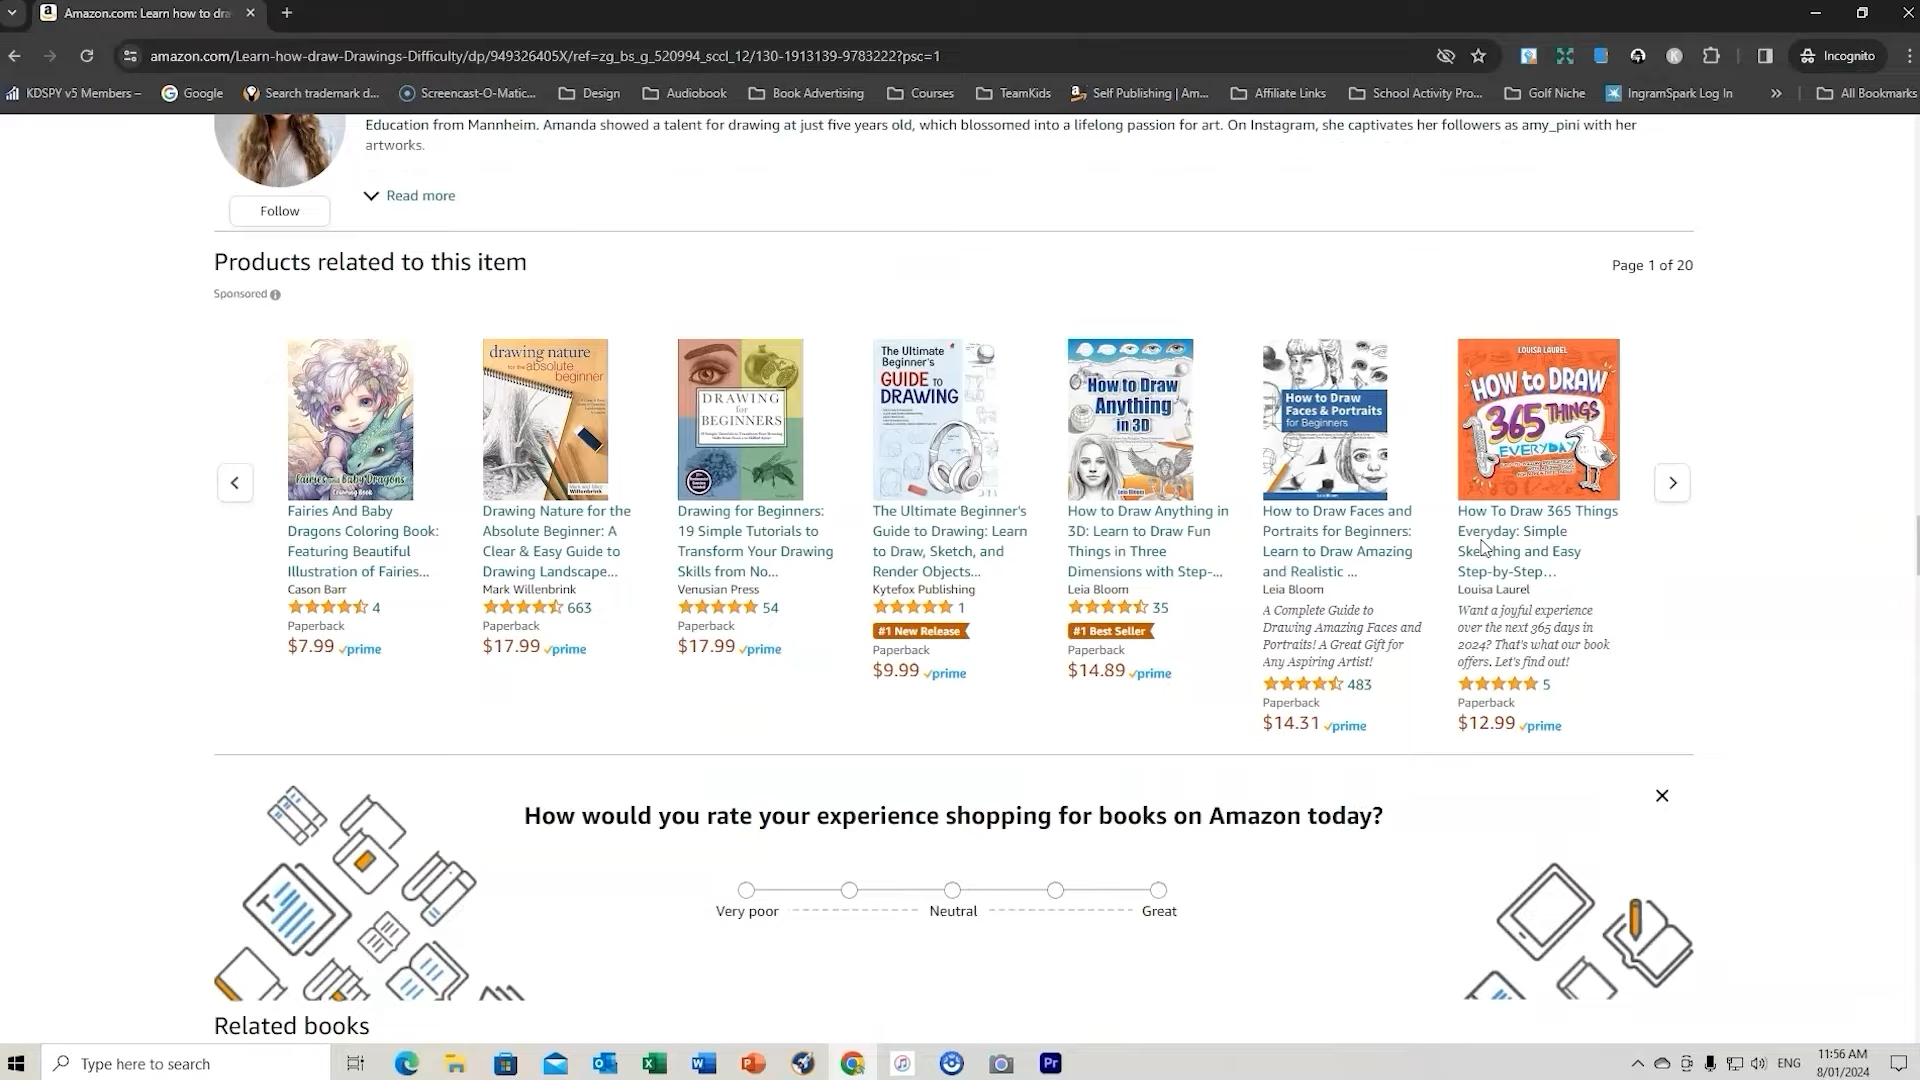 Amazon.com: Learn how to dra
amazon.com/Learn-how-draw-Drawings-Difficulty/dp/949326405X/ref=zg_bs_g_520994_sccl_12/130-1913139-9783222?psc=1
Incognito
KDSPY v5 Members –
Google
Search trademark d...
Screencast-O-Matic...
Design
Audiobook
Book Advertising
Courses
TeamKids
Self Publishing | Am...
Affiliate Links
School Activity Pro...
Golf Niche
IngramSpark Log In
All Bookmarks
Education from Mannheim. Amanda showed a talent for drawing at just five years old, which blossomed into a lifelong passion for art. On Instagram, she captivates her followers as amy_pini with her
artworks.
Read more
Follow
Products related to this item
Page 1 of 20
Sponsored
Fairies and Baby Dragons
Coloring Book
Fairies And Baby
Dragons Coloring Book:
Featuring Beautiful
Illustration of Fairies...
Cason Barr
4
Paperback
$7.99 prime
drawing nature
for the absolute
beginner
Willenbrink
Drawing Nature for the
Absolute Beginner: A
Clear & Easy Guide to
Drawing Landscape...
Mark Willenbrink
663
Paperback
$17.99 prime
DRAWING
for
BEGINNERS
Drawing for Beginners:
19 Simple Tutorials to
Transform Your Drawing
Skills from No...
Venusian Press
54
Paperback
$17.99 prime
The Ultimate
Beginner's
GUIDE TO
DRAWING
The Ultimate Beginner's
Guide to Drawing: Learn
to Draw, Sketch, and
Render Objects...
Kytefox Publishing
1
#1 New Release
Paperback
$9.99 prime
How to Draw
Anything
in 3D
Leia Bloom
How to Draw Anything in
3D: Learn to Draw Fun
Things in Three
Dimensions with Step-...
Leia Bloom
35
#1 Best Seller
Paperback
$14.89 prime
How to Draw
Faces & Portraits
for Beginners
How to Draw Faces and
Portraits for Beginners:
Learn to Draw Amazing
and Realistic ...
Leia Bloom
A Complete Guide to
Drawing Amazing Faces and
Portraits! A Great Gift for
Any Aspiring Artist!
483
Paperback
$14.31 prime
LOUISA LAUREL
HOW to DRAW
365 THINGS
EVERYDAY
How To Draw 365 Things
Everyday: Simple
Sketching and Easy
Step-by-Step...
Louisa Laurel
Want a joyful experience
over the next 365 days in
2024? That's what our book
offers. Let's find out!
5
Paperback
$12.99 prime
How would you rate your experience shopping for books on Amazon today?
Very poor
Neutral
Great
Related books
Type here to search
ENG
11:56 AM
8/01/2024